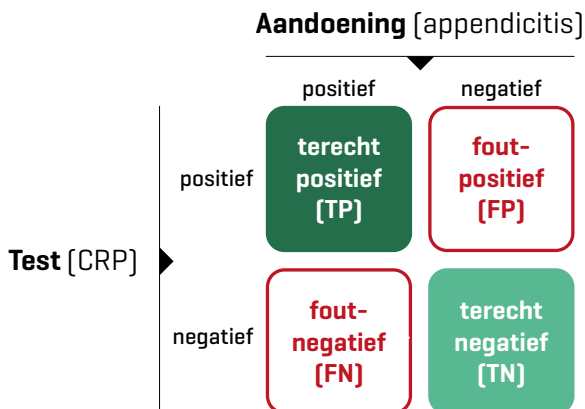 Aandoening (appendicitis)
positief negatief
positief
terecht
positief
(TP)
fout-
positief
(FP)
Test (CRP)
negatief
fout-
negatief
(FN)
terecht
negatief
(TN)